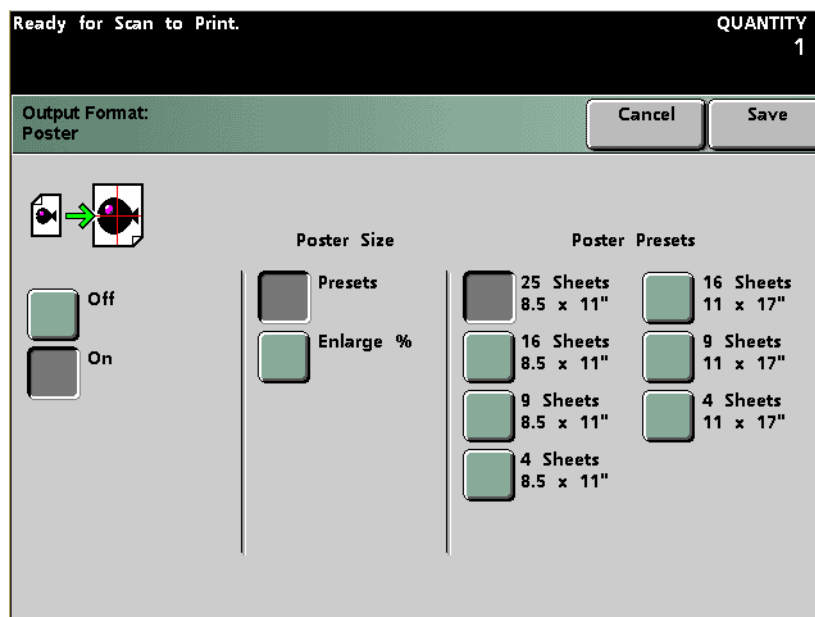 Ready for Scan to Print.
QUANTITY
1
Output Format:
Poster
Cancel
Save
Poster Size
Poster Presets
Off
On
Presets
Enlarge %
25 Sheets
8.5 x 11"
16 Sheets
8.5 x 11"
9 Sheets
8.5 x 11"
4 Sheets
8.5 x 11"
16 Sheets
11 x 17"
9 Sheets
11 x 17"
4 Sheets
11 x 17"